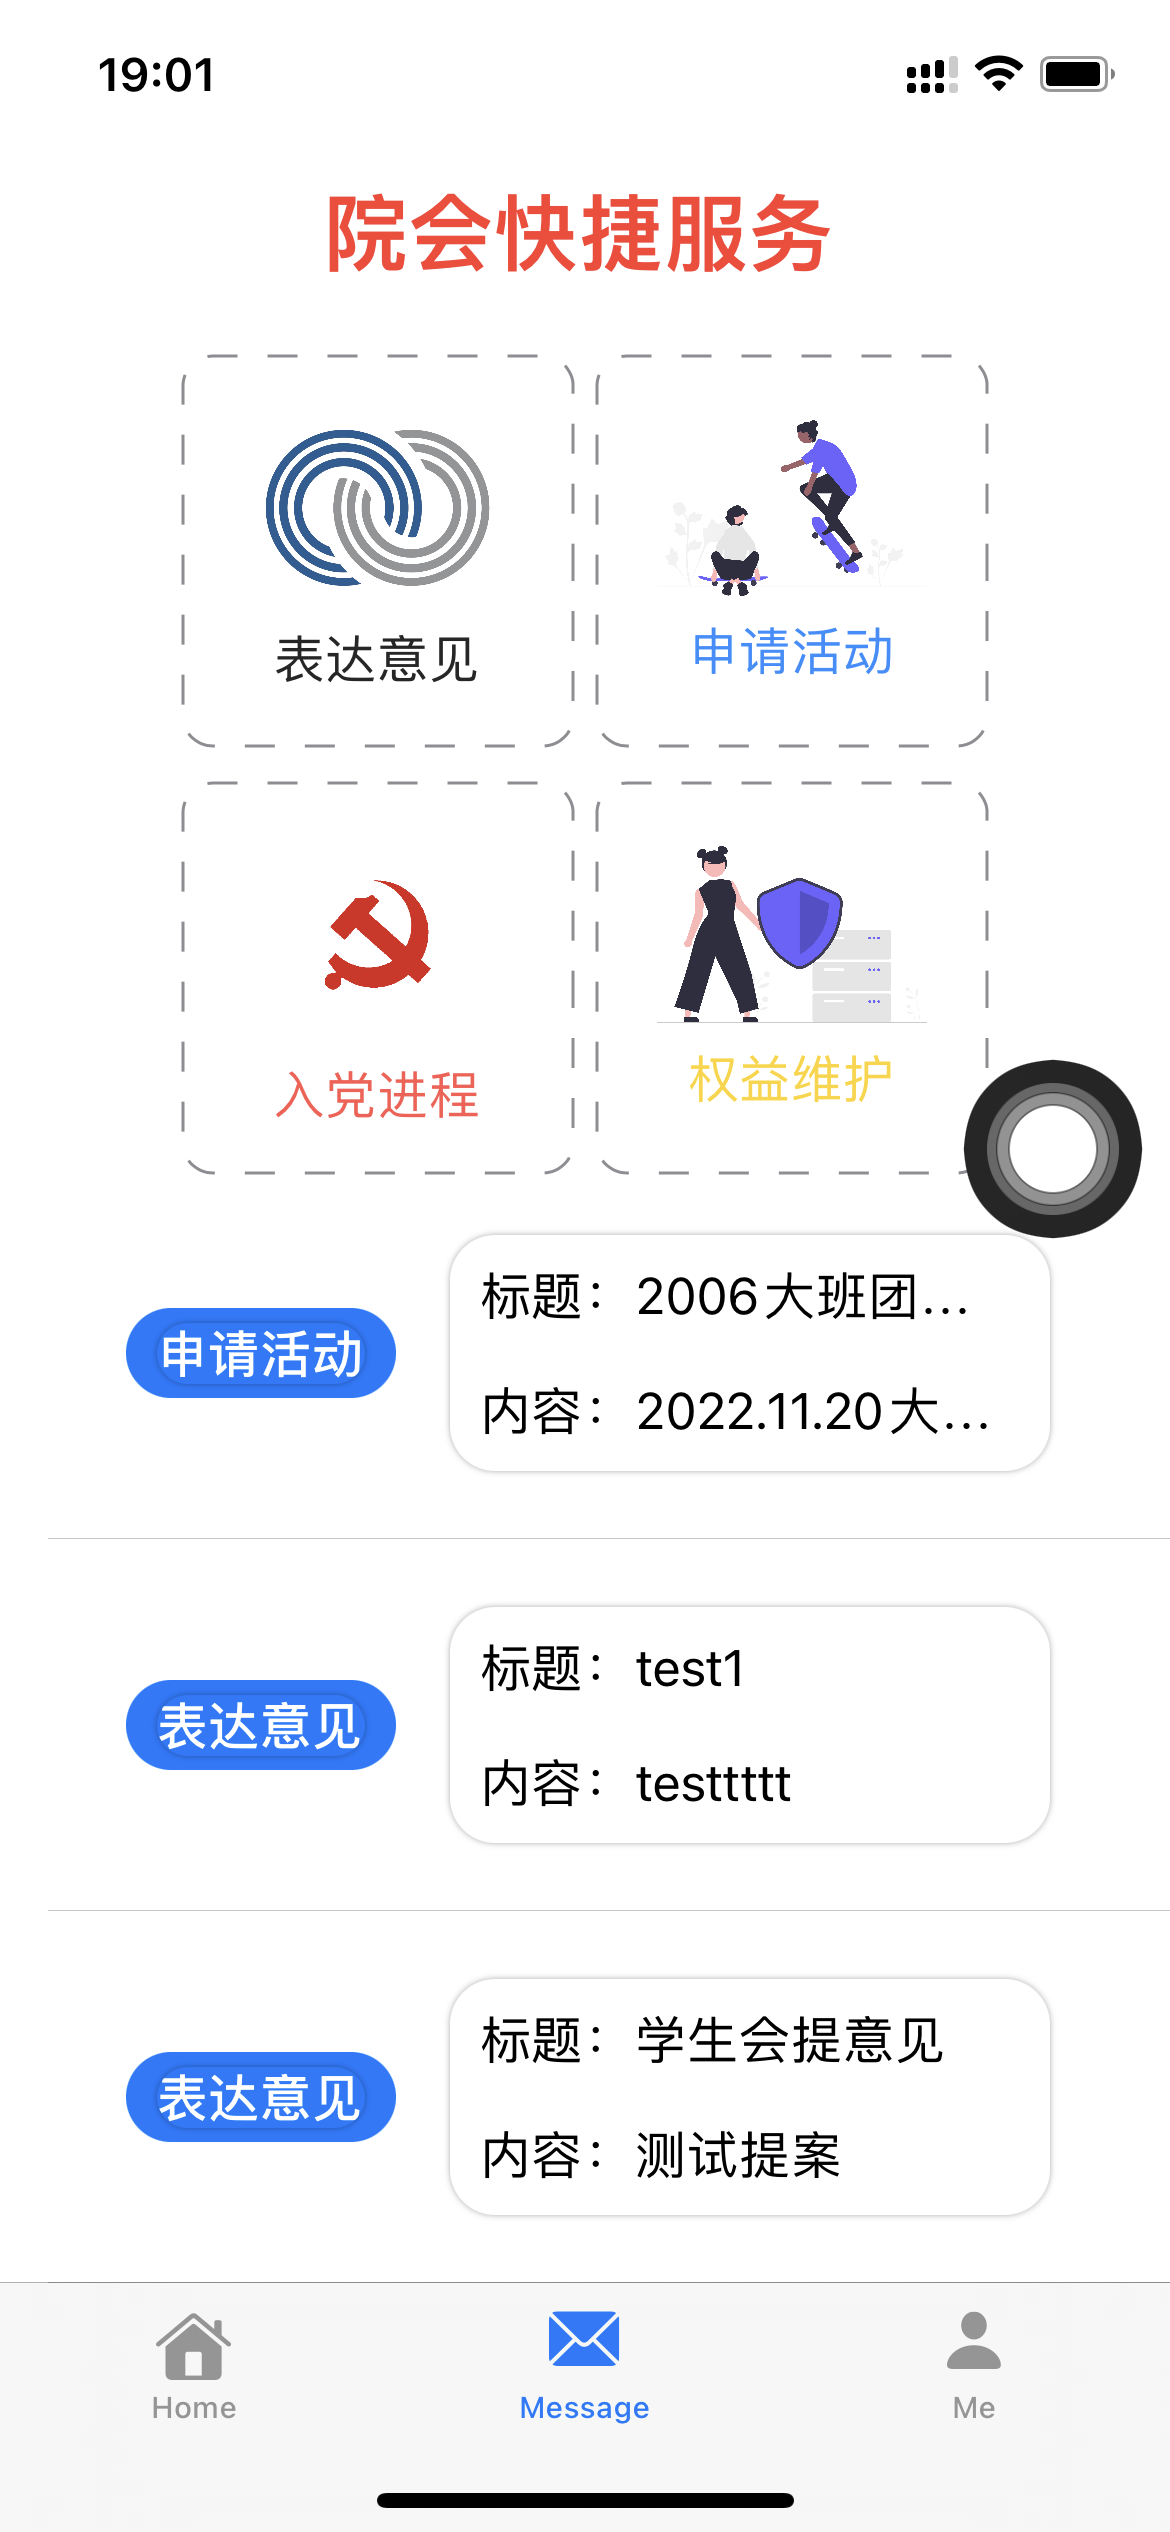 19:01
院会快捷服务
表达意见
申请活动
入党进程
权益维护
申请活动
标题：2006大班团...
内容：2022.11.20大...
表达意见
标题：test1
内容：testtttt
表达意见
标题：学生会提意见
内容：测试提案
Home
Message
Me